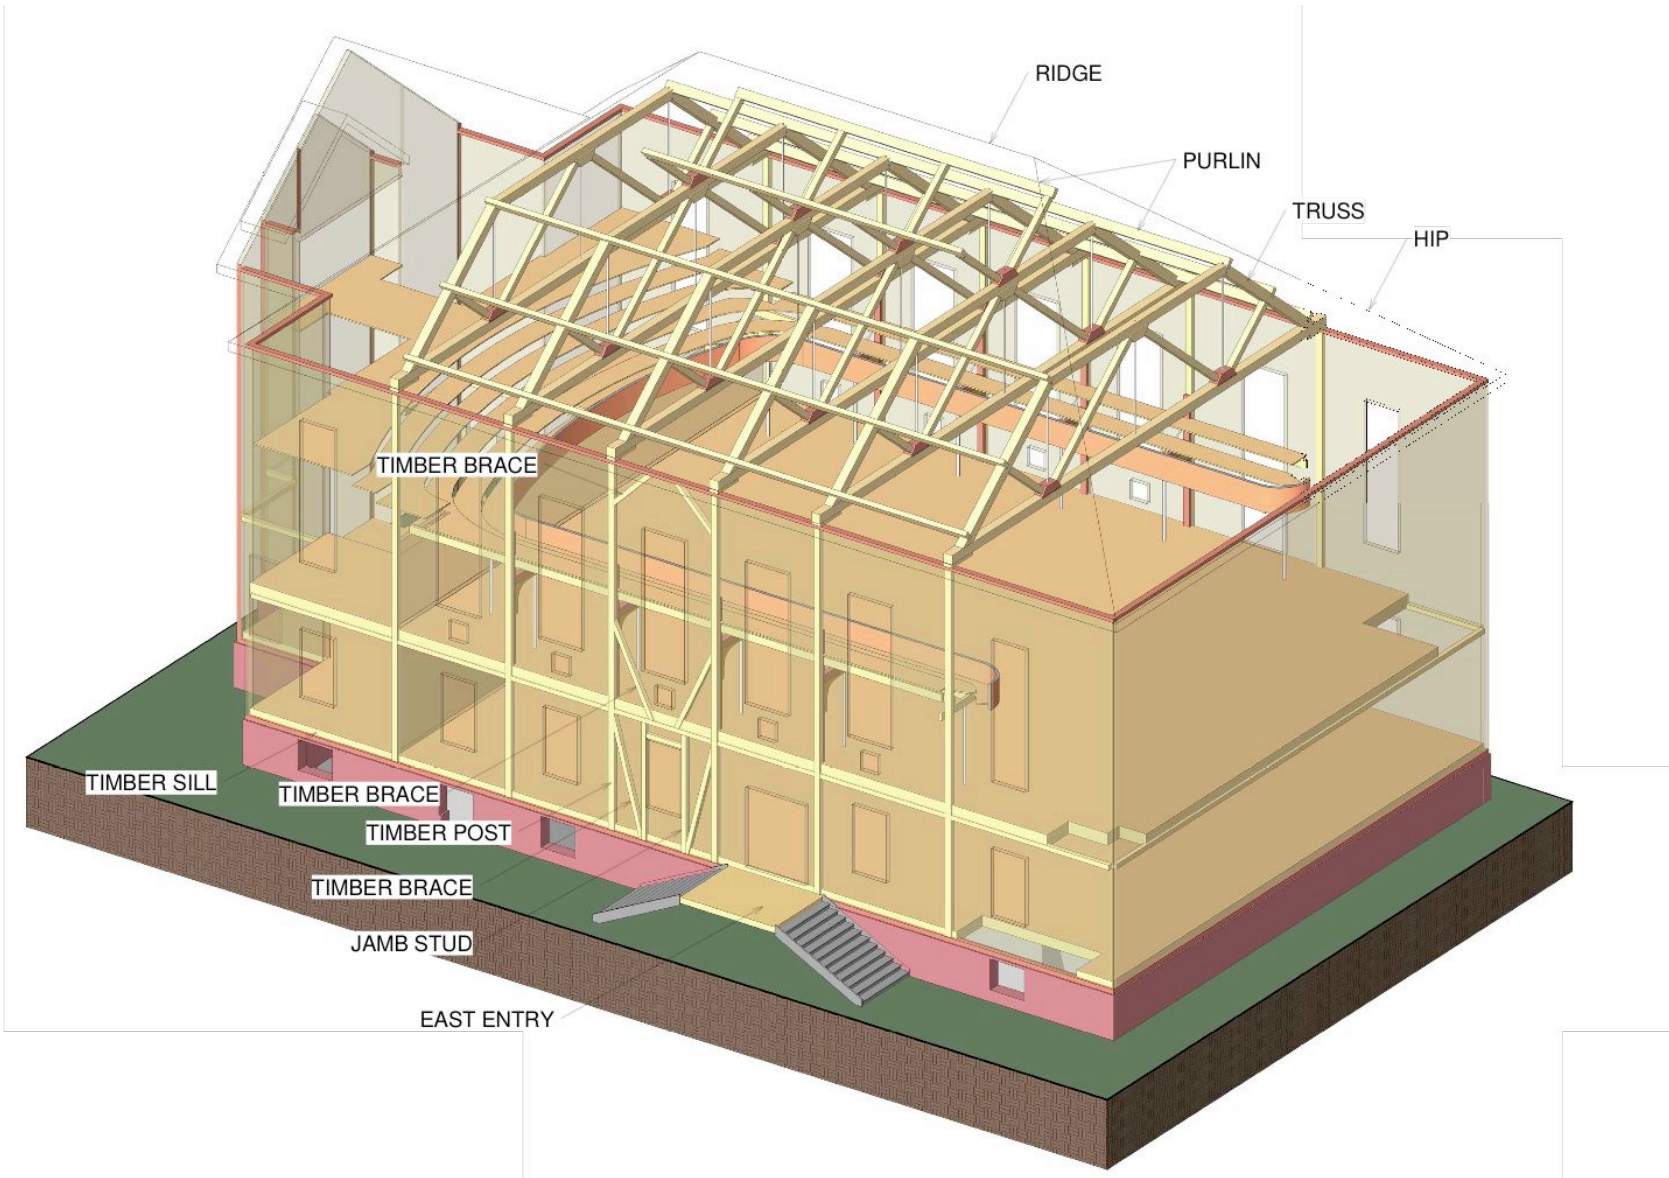 RIDGE
PURLIN
TRUSS
HIP
TIMBER BRACE
TIMBER SILL
TIMBER BRACE
TIMBER POST
TIMBER BRACE
JAMB STUD
EAST ENTRY